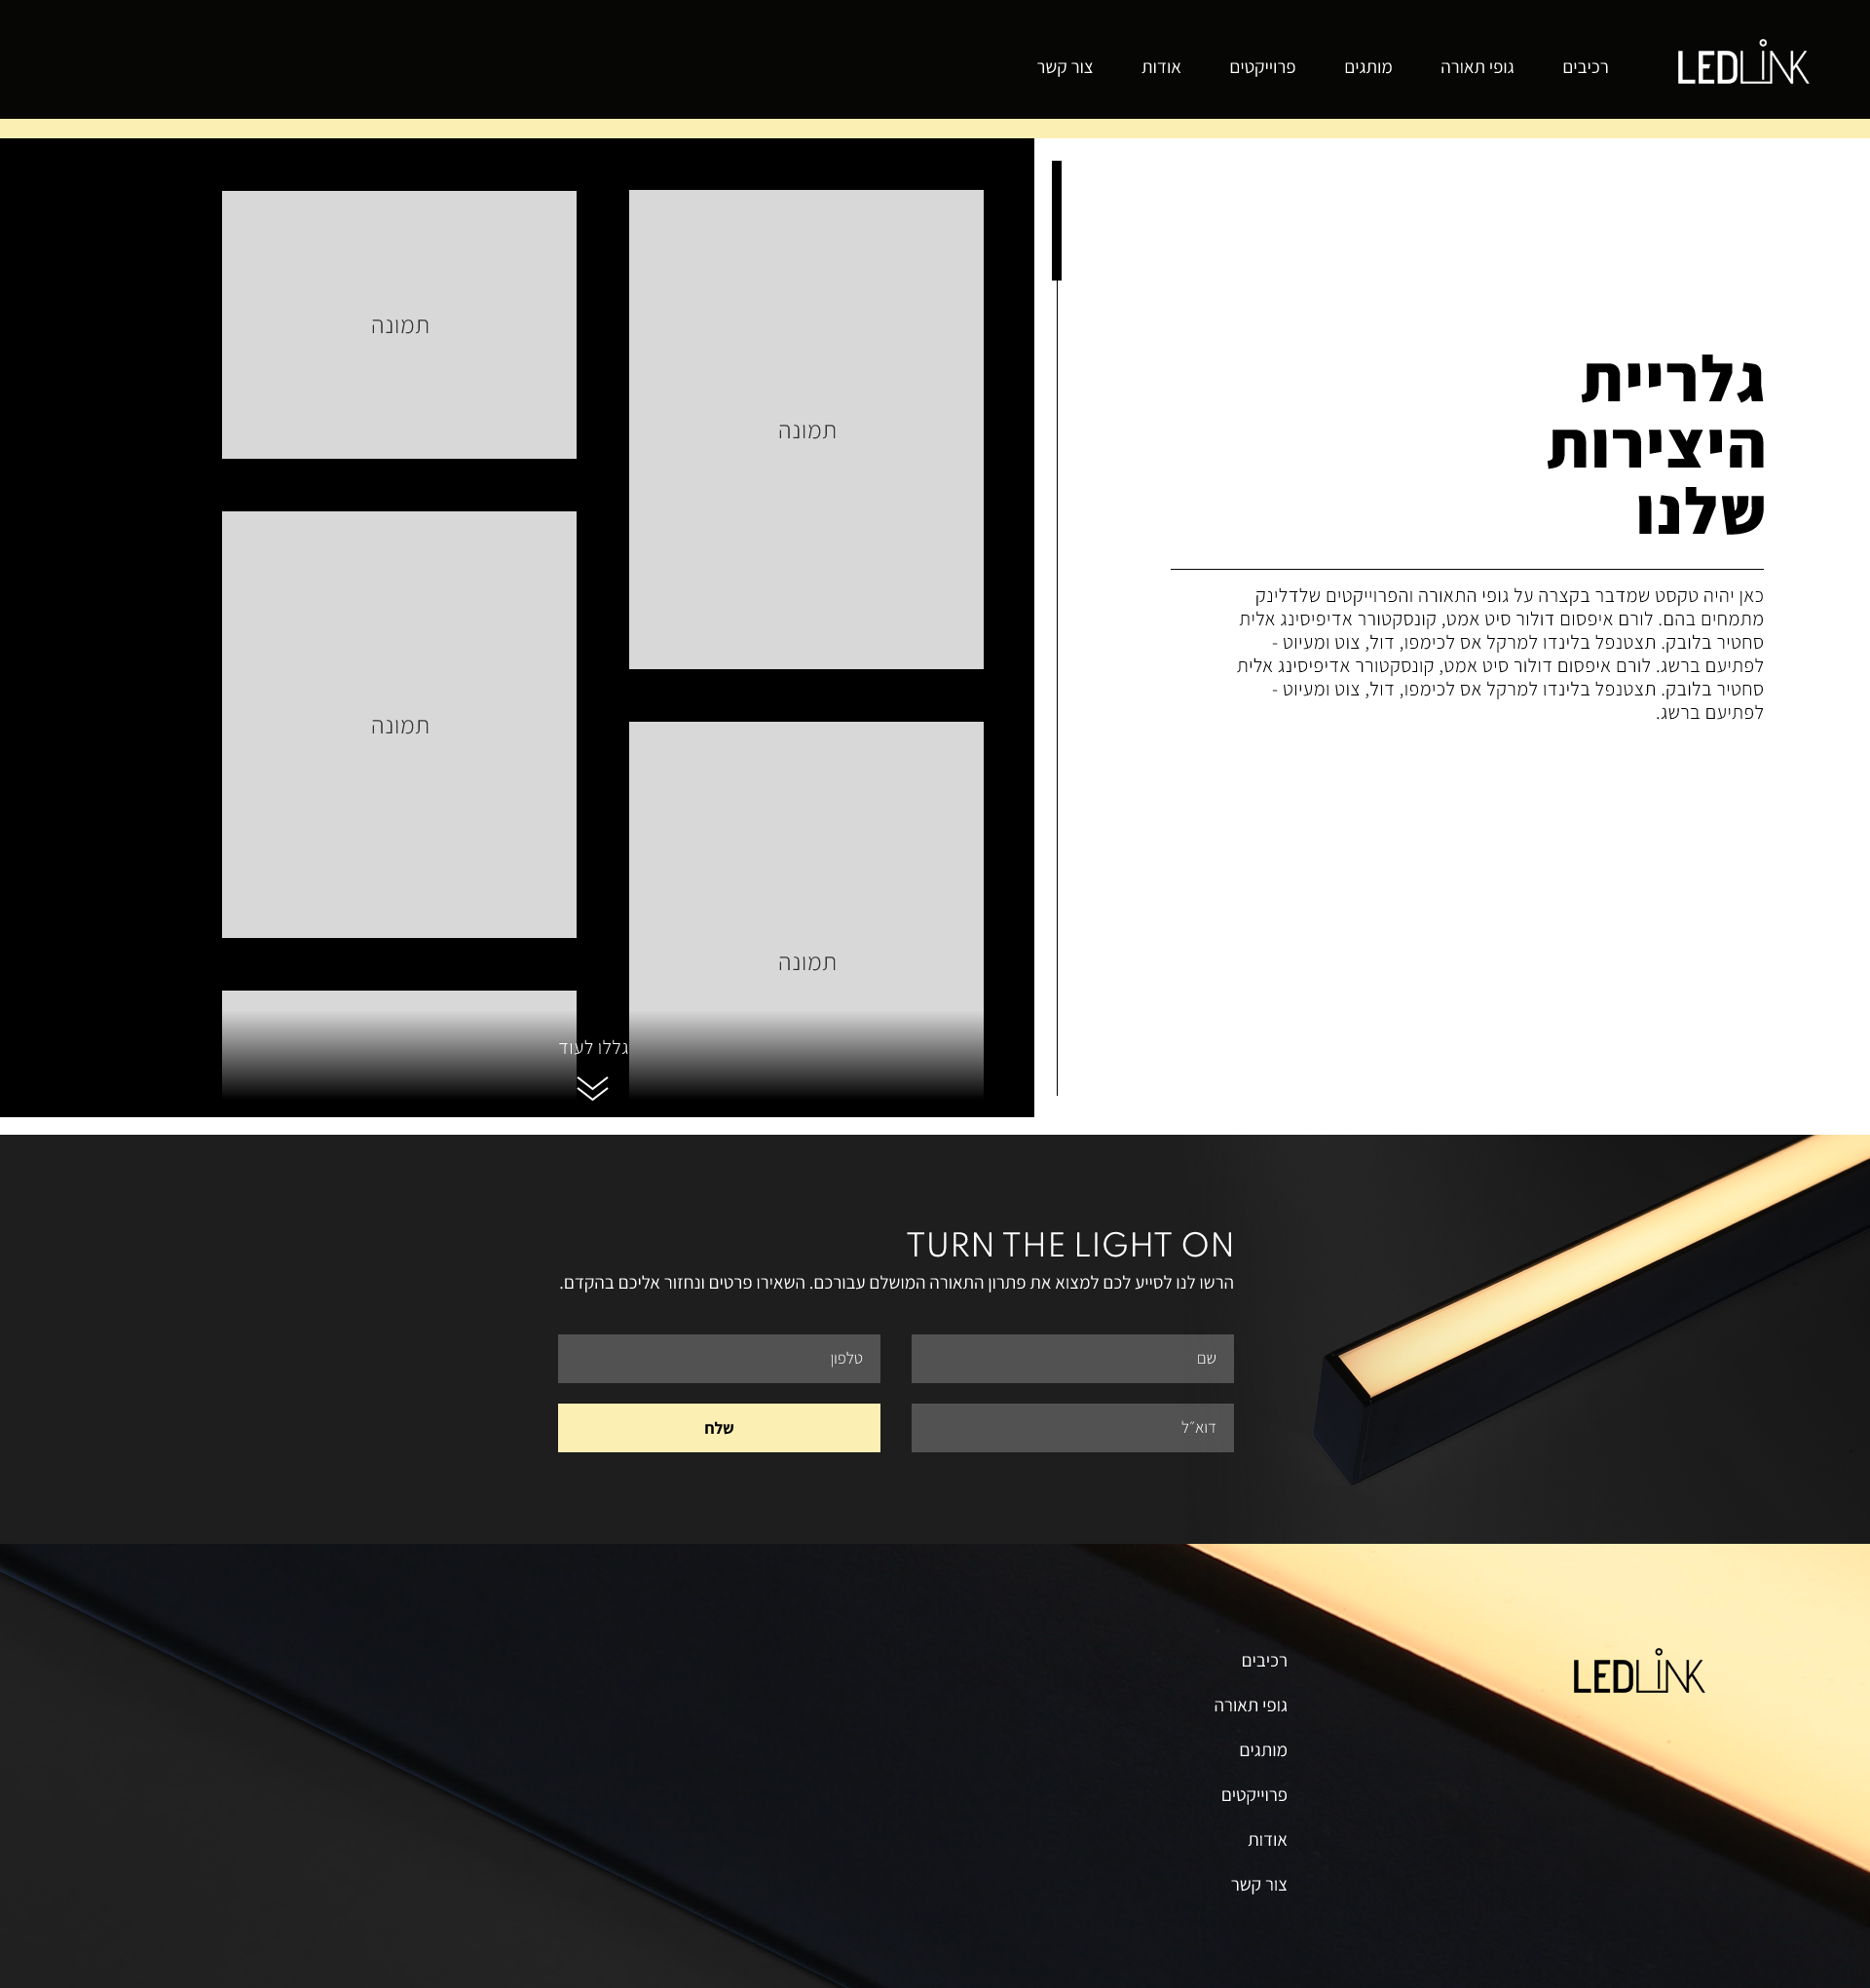 LEDLINK
רכיבים
גופי תאורה
מותגים
פרוייקטים
אודות
צור קשר
גלריית
היצירות
שלנו
כאן יהיה טקסט שמדבר בקצרה על גופי התאורה והפרוייקטים שלדלינק
מתמחים בהם. לורם איפסום דולור סיט אמט, קונסקטורר אדיפיסינג אלית
סחטיר בלובק. תצטנפל בלינדו למרקל אס לכימפו, דול, צוט ומעיוט -
לפתיעם ברשג. לורם איפסום דולור סיט אמט, קונסקטורר אדיפיסינג אלית
סחטיר בלובק. תצטנפל בלינדו למרקל אס לכימפו, דול, צוט ומעיוט -
לפתיעם ברשג.
תמונה
תמונה
תמונה
תמונה
גללו לעוד
TURN THE LIGHT ON
הרשו לנו לסייע לכם למצוא את פתרון התאורה המושלם עבורכם. השאירו פרטים ונחזור אליכם בהקדם.
שם
טלפון
דוא״ל
שלח
LEDLINK
רכיבים
גופי תאורה
מותגים
פרוייקטים
אודות
צור קשר